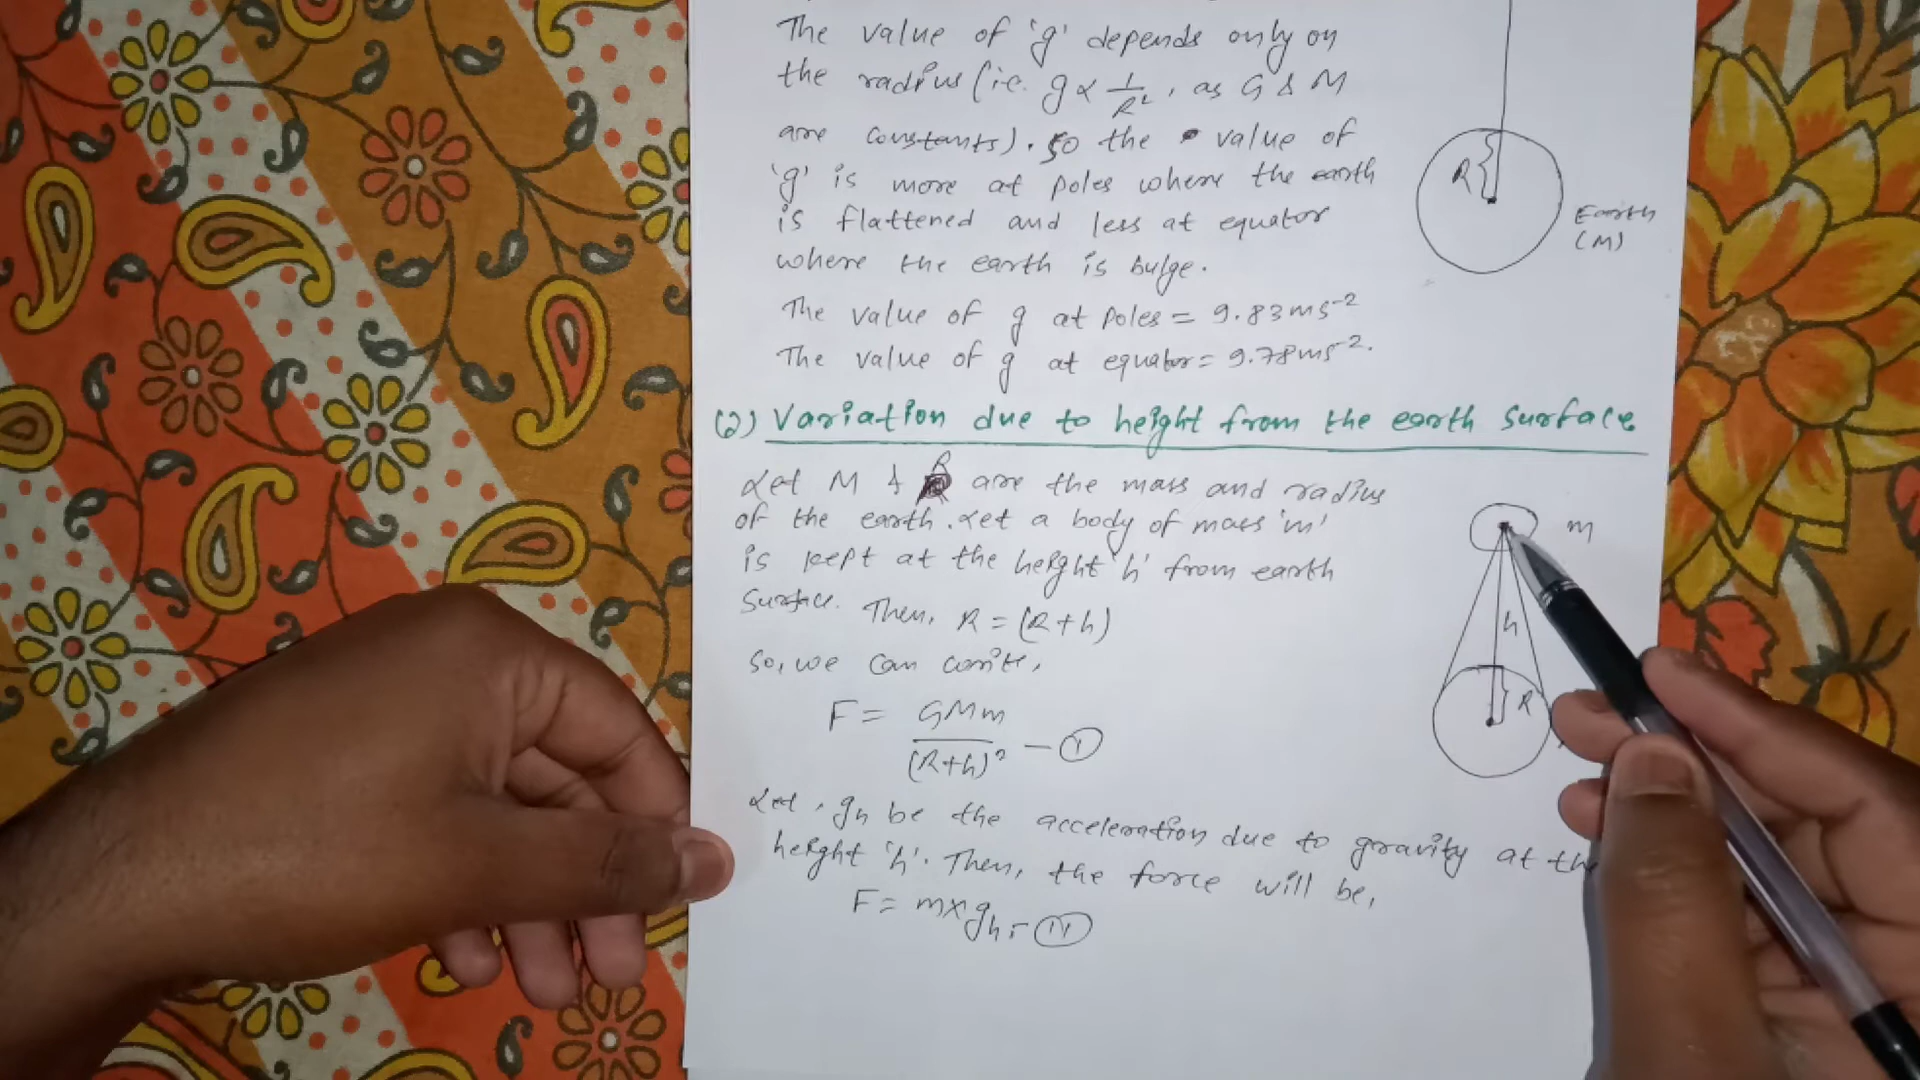 The value of 'g' depends only on
the radius (i.e. g ∝ 1/R², as G & M
are constants). So the value of
'g' is more at poles where the earth
is flattened and less at equator
where the earth is bulge.
The value of g at poles = 9.83ms⁻²
The value of g at equator = 9.78ms⁻².
R
Earth
(M)
(2) Variation due to height from the earth surface
Let M & R are the mass and radius
of the earth. Let a body of mass 'm'
is kept at the height 'h' from earth
surface. Then, R = (R+h)
So, we can write,
F = GMm/(R+h)² - (I)
Let, gh be the acceleration due to gravity at the
height 'h'. Then, the force will be,
F = m×gh - (II)
m
h
R